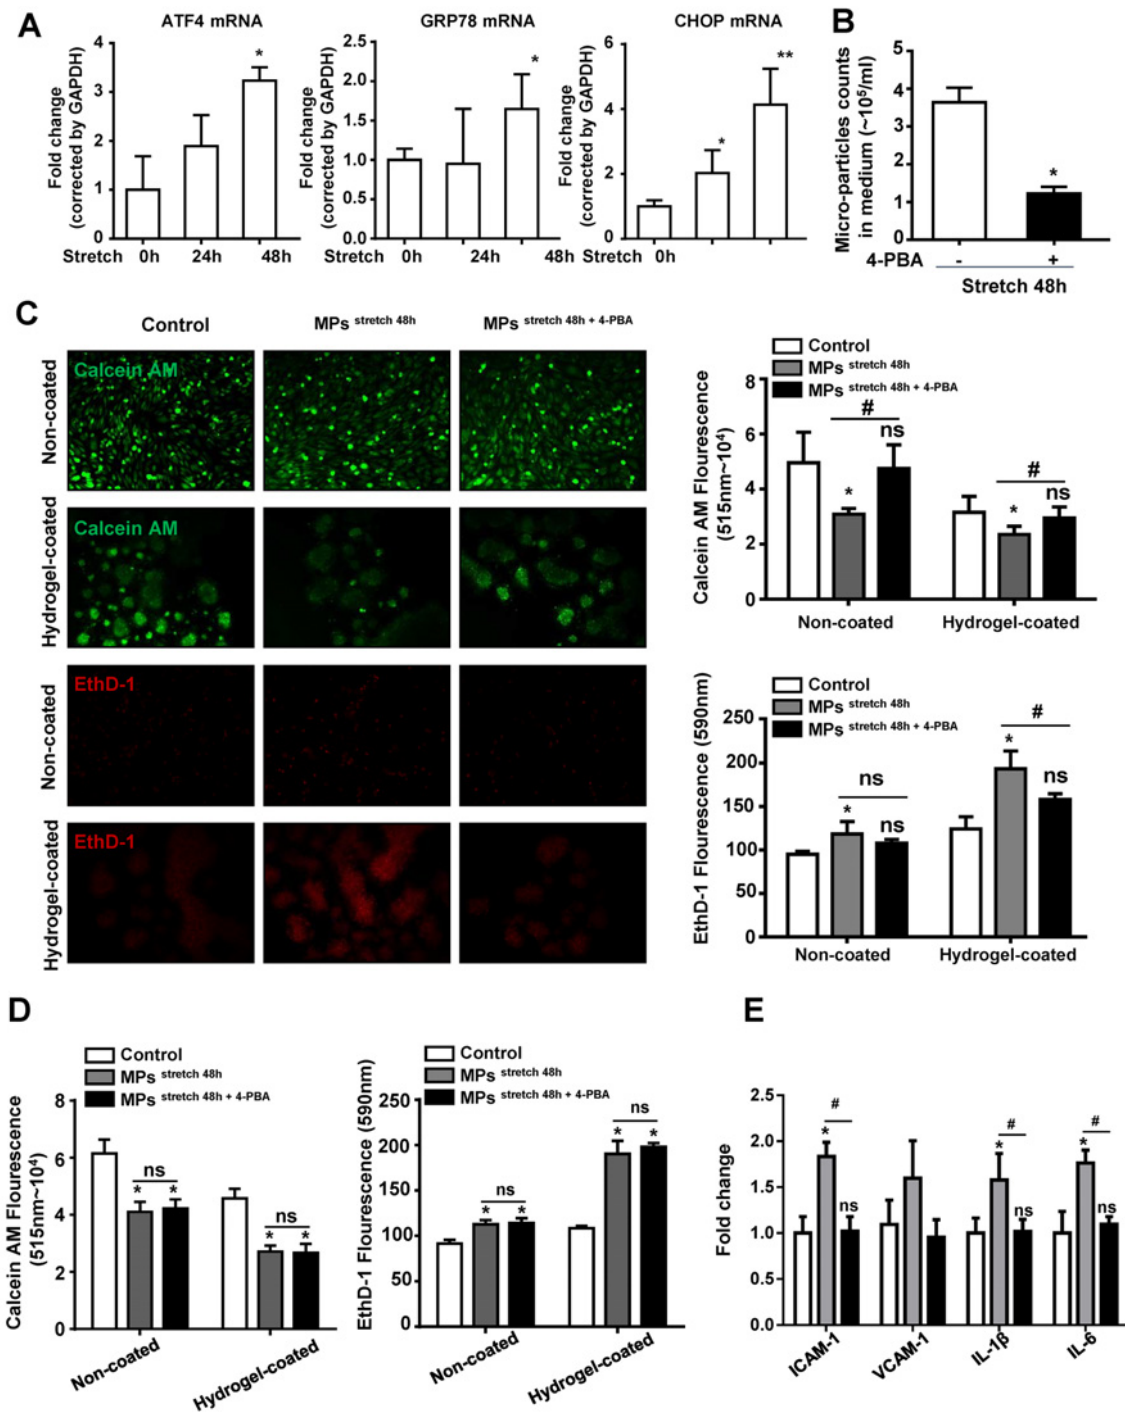 A
ATF4 mRNA
Fold change
(corrected by GAPDH)
4
3
2
1
0
*
Stretch 0h 24h 48h
GRP78 mRNA
Fold change
(corrected by GAPDH)
2.5
2.0
1.5
1.0
0.5
0.0
*
Stretch 0h 24h 48h
CHOP mRNA
Fold change
(corrected by GAPDH)
6
4
2
0
*
**
Stretch 0h
B
Micro-particles counts
in medium (~10⁵/ml)
5
4
3
2
1
0
*
4-PBA - +
Stretch 48h
C
Control
MPs stretch 48h
MPs stretch 48h + 4-PBA
Non-coated
Calcein AM
Hydrogel-coated
Calcein AM
Non-coated
EthD-1
Hydrogel-coated
EthD-1
Control
MPs stretch 48h
MPs stretch 48h + 4-PBA
Calcein AM Flourescence
(515nm~10⁴)
8
6
4
2
0
#
* ns
#
* ns
Non-coated Hydrogel-coated
Control
MPs stretch 48h
MPs stretch 48h + 4-PBA
EthD-1 Flourescence (590nm)
250
200
150
100
50
0
ns
* ns
#
* ns
Non-coated Hydrogel-coated
D
Control
MPs stretch 48h
MPs stretch 48h + 4-PBA
Calcein AM Flourescence
(515nm~10⁴)
8
6
4
2
0
ns
* *
ns
* *
Non-coated
Hydrogel-coated
Control
MPs stretch 48h
MPs stretch 48h + 4-PBA
EthD-1 Flourescence (590nm)
250
200
150
100
50
0
ns
* *
ns
* *
Non-coated
Hydrogel-coated
E
Fold change
2.5
2.0
1.5
1.0
0.5
0.0
#
* ns
#
* ns
#
* ns
ICAM-1
VCAM-1
IL-1β
IL-6